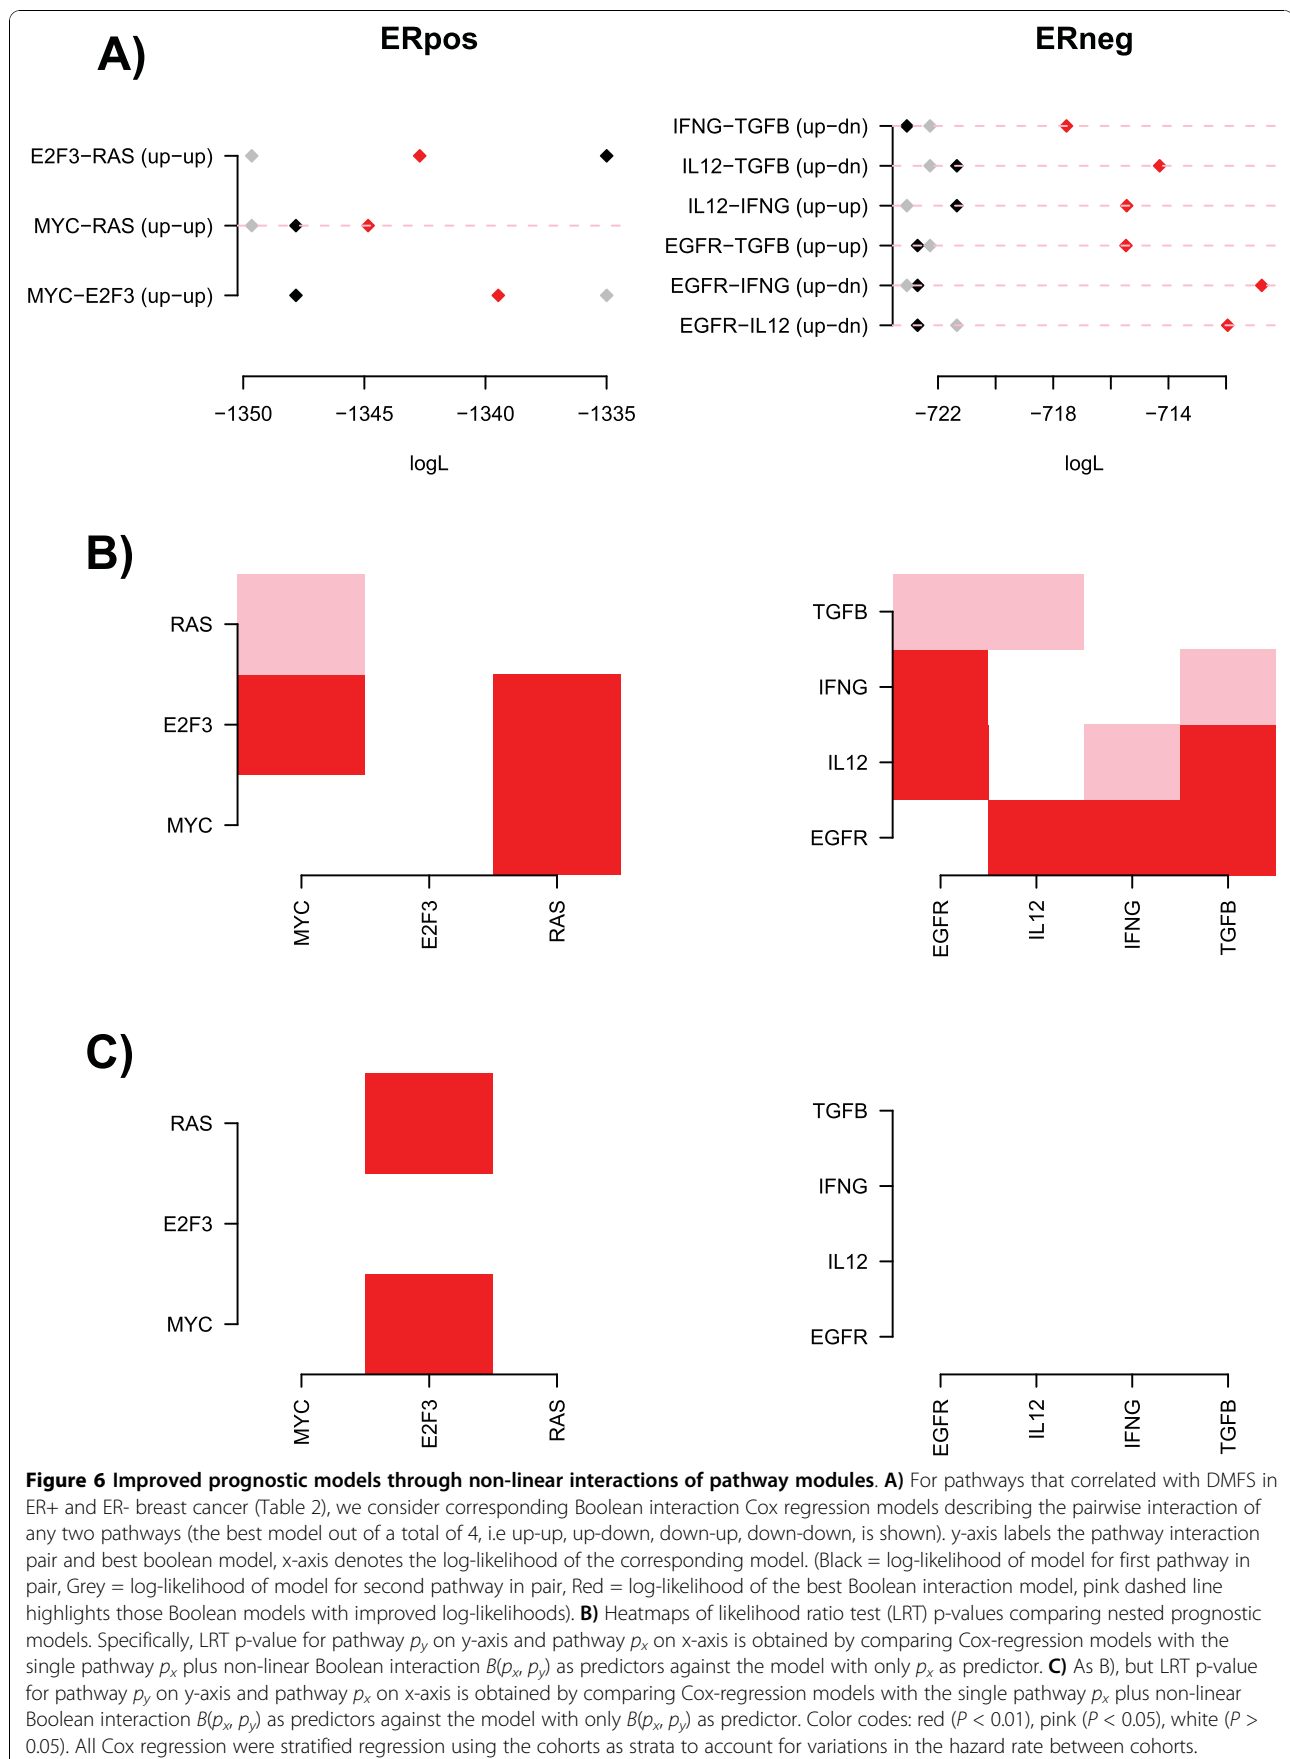 A)
ERpos
ERneg
E2F3−RAS (up−up)
MYC−RAS (up−up)
MYC−E2F3 (up−up)
−1350 −1345 −1340 −1335
logL
IFNG−TGFB (up−dn)
IL12−TGFB (up−dn)
IL12−IFNG (up−up)
EGFR−TGFB (up−up)
EGFR−IFNG (up−dn)
EGFR−IL12 (up−dn)
−722 −718 −714
logL
B)
RAS
E2F3
MYC
MYC E2F3 RAS
TGFB
IFNG
IL12
EGFR
EGFR IL12 IFNG TGFB
C)
RAS
E2F3
MYC
MYC E2F3 RAS
TGFB
IFNG
IL12
EGFR
EGFR IL12 IFNG TGFB
Figure 6 Improved prognostic models through non-linear interactions of pathway modules. A) For pathways that correlated with DMFS in
ER+ and ER- breast cancer (Table 2), we consider corresponding Boolean interaction Cox regression models describing the pairwise interaction of
any two pathways (the best model out of a total of 4, i.e up-up, up-down, down-up, down-down, is shown). y-axis labels the pathway interaction
pair and best boolean model, x-axis denotes the log-likelihood of the corresponding model. (Black = log-likelihood of model for first pathway in
pair, Grey = log-likelihood of model for second pathway in pair, Red = log-likelihood of the best Boolean interaction model, pink dashed line
highlights those Boolean models with improved log-likelihoods). B) Heatmaps of likelihood ratio test (LRT) p-values comparing nested prognostic
models. Specifically, LRT p-value for pathway py on y-axis and pathway px on x-axis is obtained by comparing Cox-regression models with the
single pathway px plus non-linear Boolean interaction B(px, py) as predictors against the model with only px as predictor. C) As B), but LRT p-value
for pathway py on y-axis and pathway px on x-axis is obtained by comparing Cox-regression models with the single pathway px plus non-linear
Boolean interaction B(px, py) as predictors against the model with only B(px, py) as predictor. Color codes: red (P < 0.01), pink (P < 0.05), white (P >
0.05). All Cox regression were stratified regression using the cohorts as strata to account for variations in the hazard rate between cohorts.